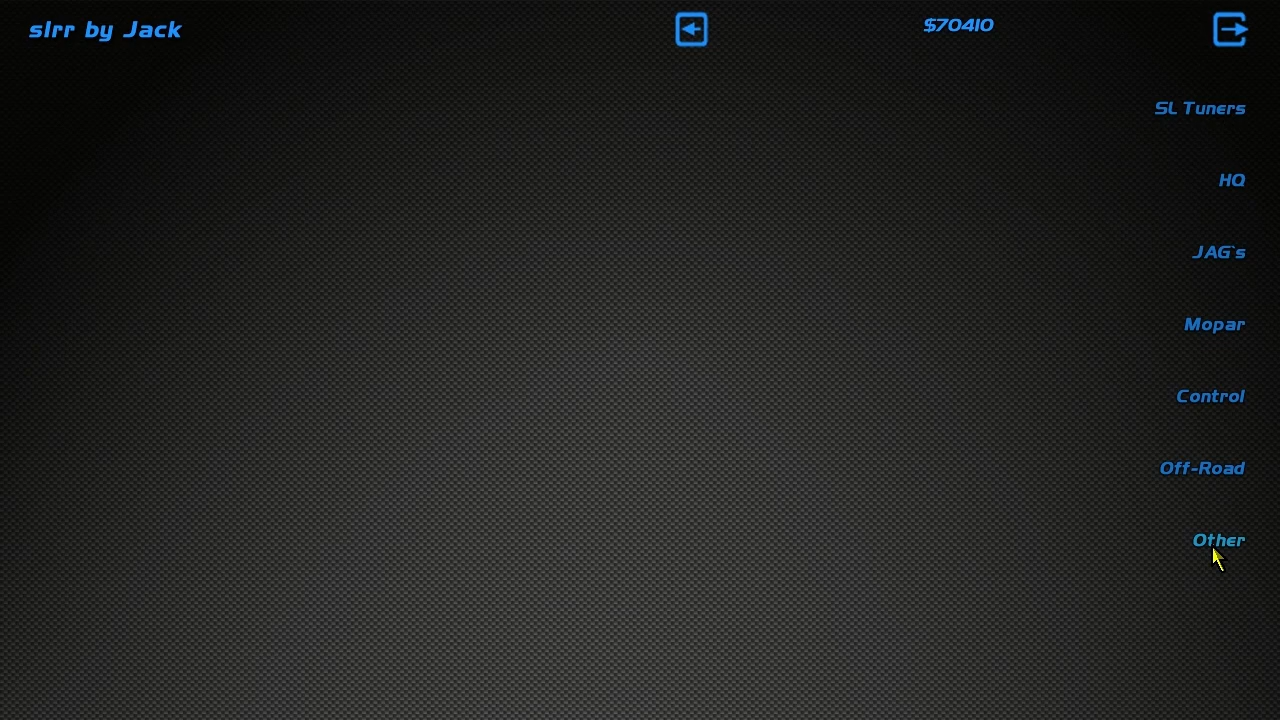 slrr by Jack
$70410
SL Tuners
HQ
JAG`s
Mopar
Control
Off-Road
Other